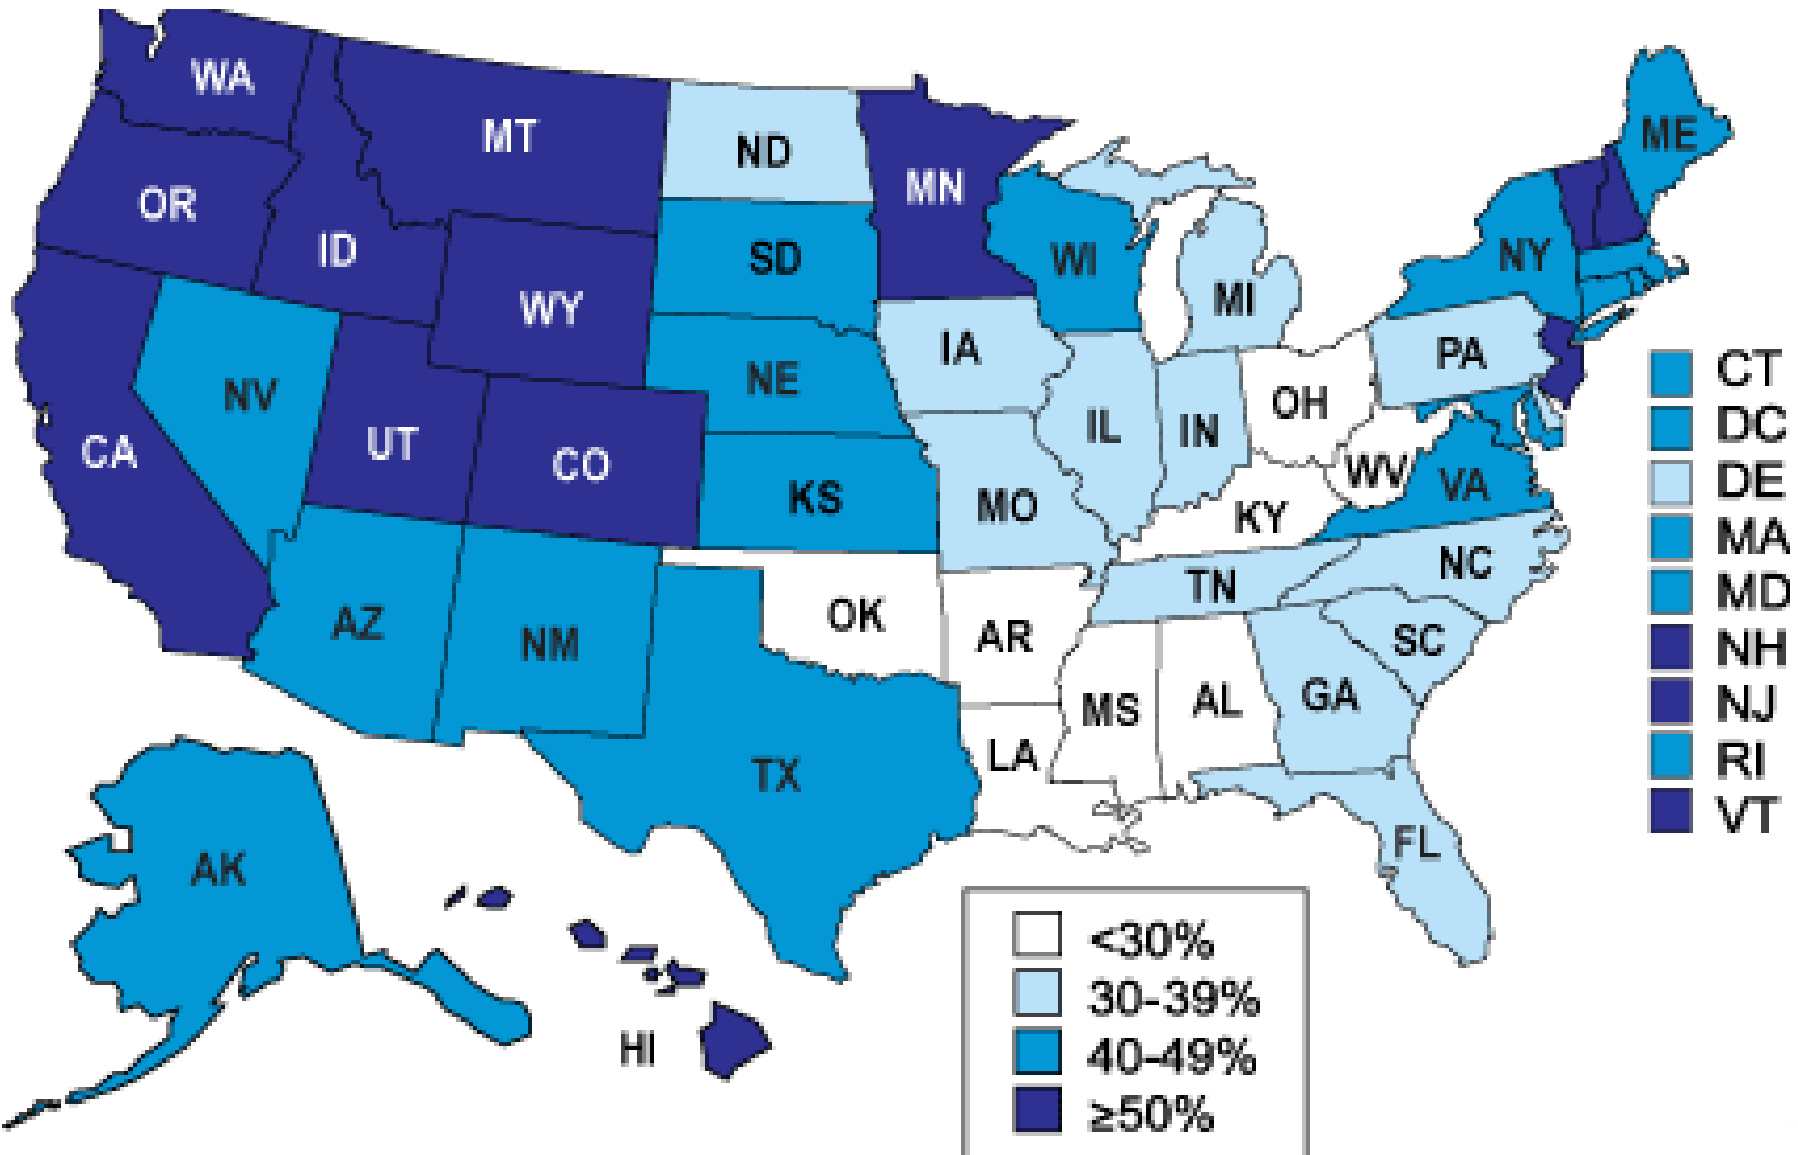 WA
MT
ND
MN
ME
OR
ID
WY
SD
WI
MI
NY
NV
NE
IA
PA
CA
UT
CO
KS
MO
IL
IN
OH
WV
VA
KY
AZ
NM
OK
AR
TN
NC
SC
TX
LA
MS
AL
GA
FL
AK
HI
CT
DC
DE
MA
MD
NH
NJ
RI
VT
<30%
30-39%
40-49%
≥50%